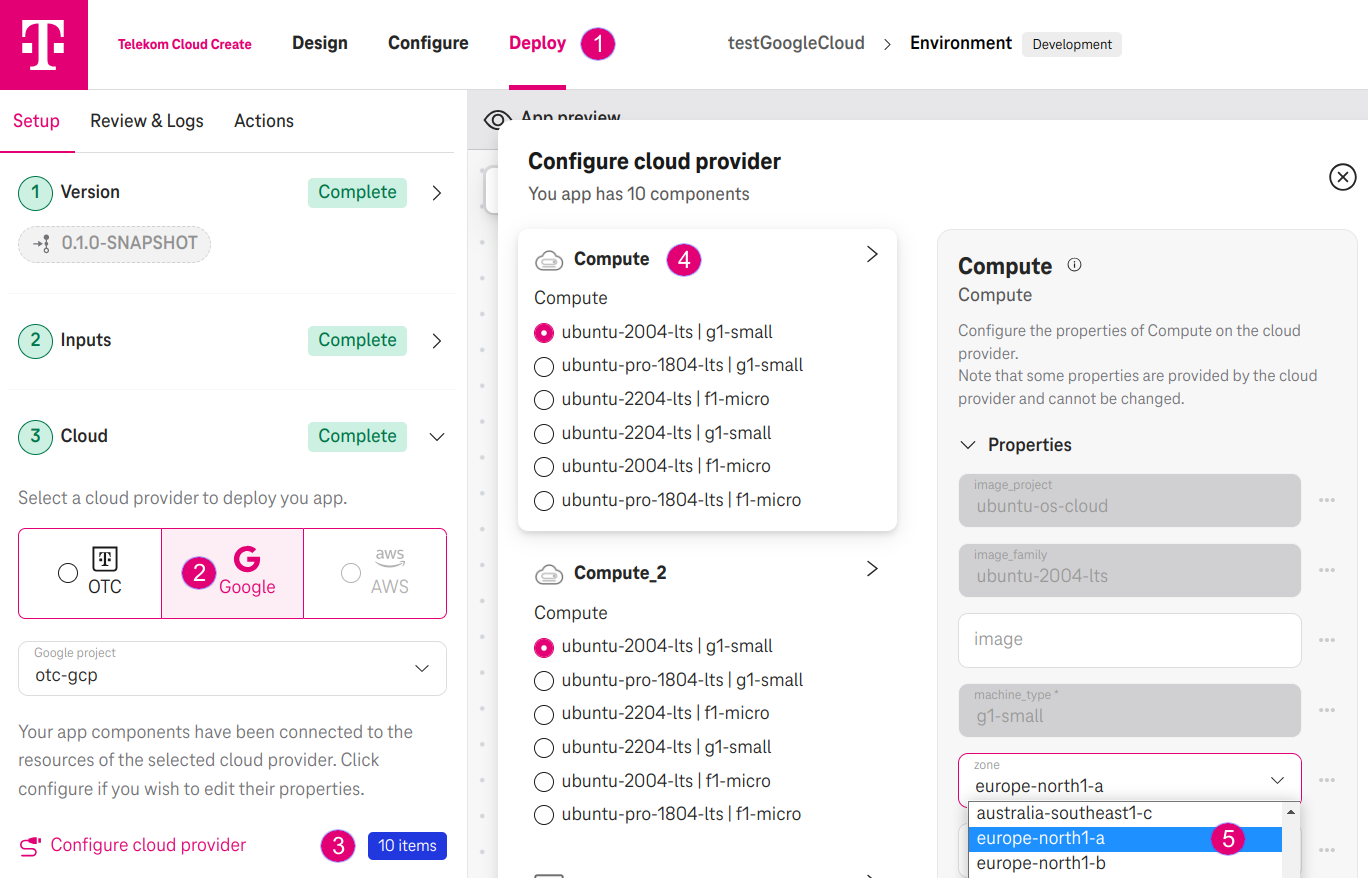 T
Telekom Cloud Create
Design
Configure
Deploy
1
testGoogleCloud
Environment
Development
Setup
Review & Logs
Actions
1
Version
Complete
0.1.0-SNAPSHOT
2
Inputs
Complete
3
Cloud
Complete
Select a cloud provider to deploy you app.
T
OTC
2
G
Google
aws
AWS
Google project
otc-gcp
Your app components have been connected to the
resources of the selected cloud provider. Click
configure if you wish to edit their properties.
Configure cloud provider
3
10 items
App preview
Configure cloud provider
You app has 10 components
Compute
4
Compute
ubuntu-2004-lts | g1-small
ubuntu-pro-1804-lts | g1-small
ubuntu-2204-lts | f1-micro
ubuntu-2204-lts | g1-small
ubuntu-2004-lts | f1-micro
ubuntu-pro-1804-lts | f1-micro
Compute_2
Compute
ubuntu-2004-lts | g1-small
ubuntu-pro-1804-lts | g1-small
ubuntu-2204-lts | f1-micro
ubuntu-2204-lts | g1-small
ubuntu-2004-lts | f1-micro
ubuntu-pro-1804-lts | f1-micro
Compute
Compute
Configure the properties of Compute on the cloud
provider.
Note that some properties are provided by the cloud
provider and cannot be changed.
Properties
image_project
ubuntu-os-cloud
image_family
ubuntu-2004-lts
image
machine_type *
g1-small
zone
europe-north1-a
australia-southeast1-c
europe-north1-a
5
europe-north1-b